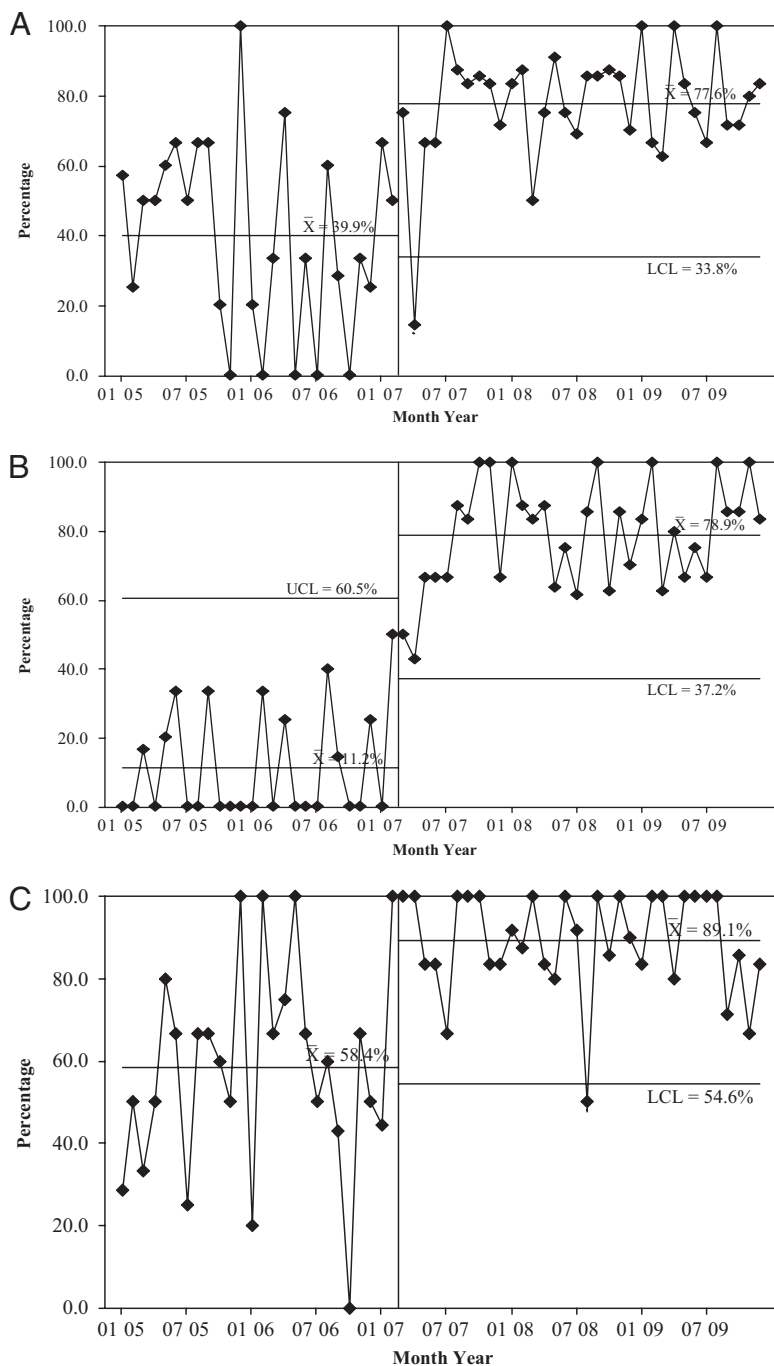 A
100.0
80.0
60.0
40.0
20.0
0.0
Percentage
X̄ = 39.9%
X̄ = 77.6%
LCL = 33.8%
01 05 07 05 01 06 07 06 01 07 07 07 01 08 07 08 01 09 07 09
Month Year
B
100.0
80.0
60.0
40.0
20.0
0.0
Percentage
UCL = 60.5%
X̄ = 11.2%
X̄ = 78.9%
LCL = 37.2%
01 05 07 05 01 06 07 06 01 07 07 07 01 08 07 08 01 09 07 09
Month Year
C
100.0
80.0
60.0
40.0
20.0
0.0
Percentage
X̄ = 58.4%
X̄ = 89.1%
LCL = 54.6%
01 05 07 05 01 06 07 06 01 07 07 07 01 08 07 08 01 09 07 09
Month Year